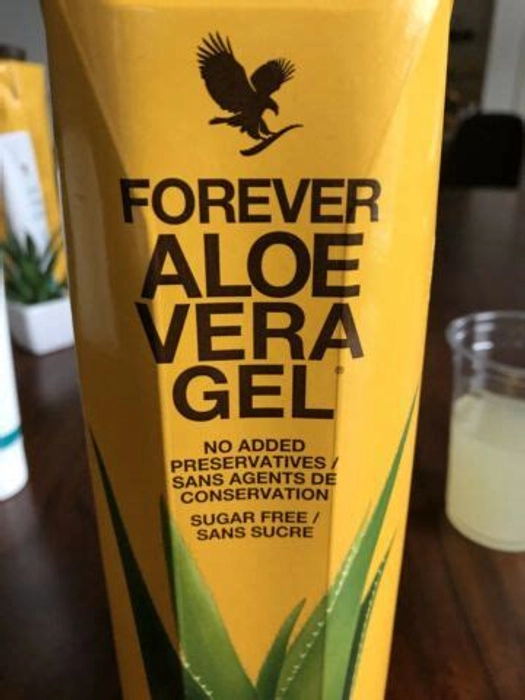 FOREVER
ALOE
VERA
GEL®
NO ADDED
PRESERVATIVES /
SANS AGENTS DE
CONSERVATION
SUGAR FREE /
SANS SUCRE